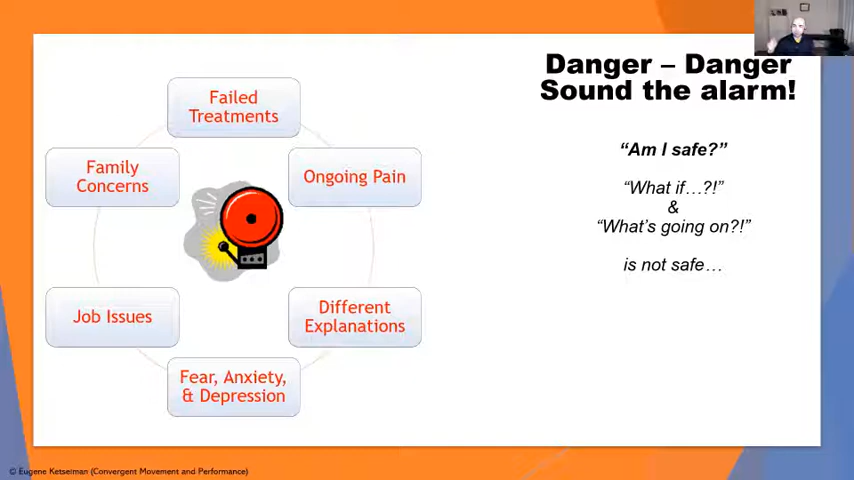 Danger – Danger
Sound the alarm!
Failed
Treatments
Family
Concerns
Ongoing Pain
Job Issues
Different
Explanations
Fear, Anxiety,
& Depression
“Am I safe?”
“What if…?!”
&
“What’s going on?!”
is not safe…
© Eugene Ketselman (Convergent Movement and Performance)